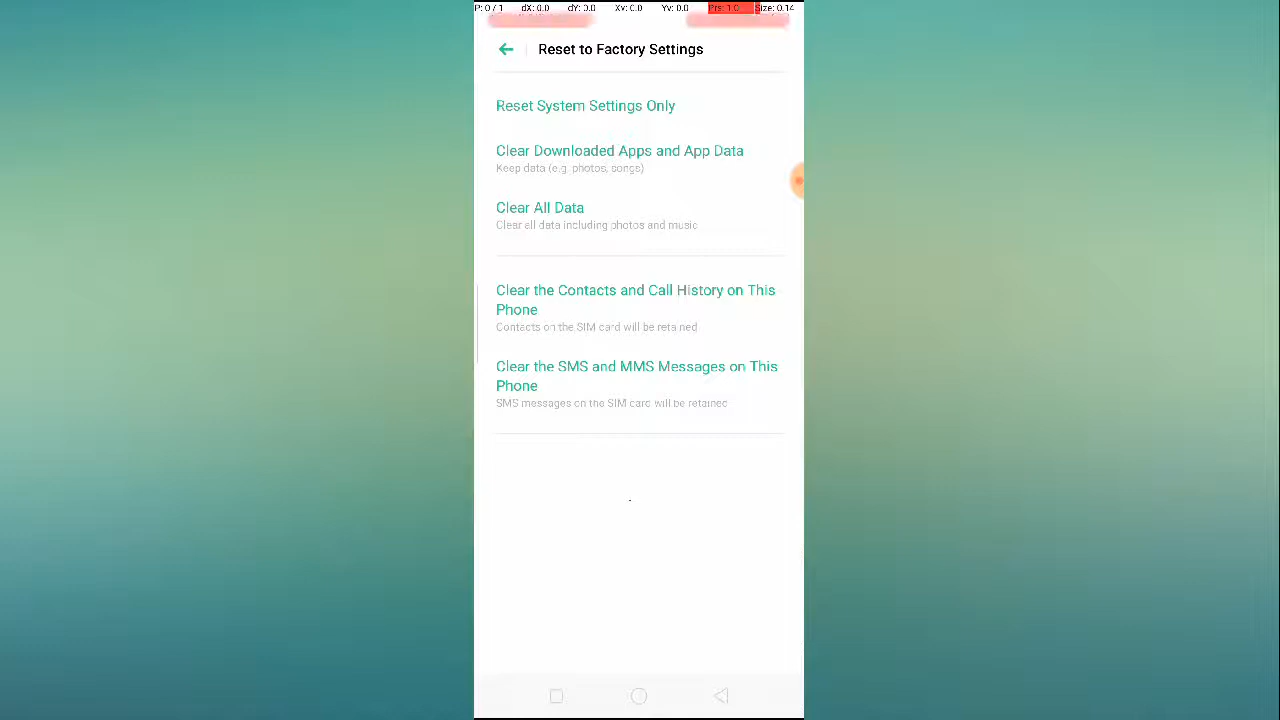 P: 0 / 1 dX: 0.0 dY: 0.0 Xv: 0.0 Yv: 0.0 Prs: 1.0 Size: 0.14
Reset to Factory Settings
Reset System Settings Only
Clear Downloaded Apps and App Data
Keep data (e.g. photos, songs)
Clear All Data
Clear all data including photos and music
Clear the Contacts and Call History on This
Phone
Contacts on the SIM card will be retained
Clear the SMS and MMS Messages on This
Phone
SMS messages on the SIM card will be retained